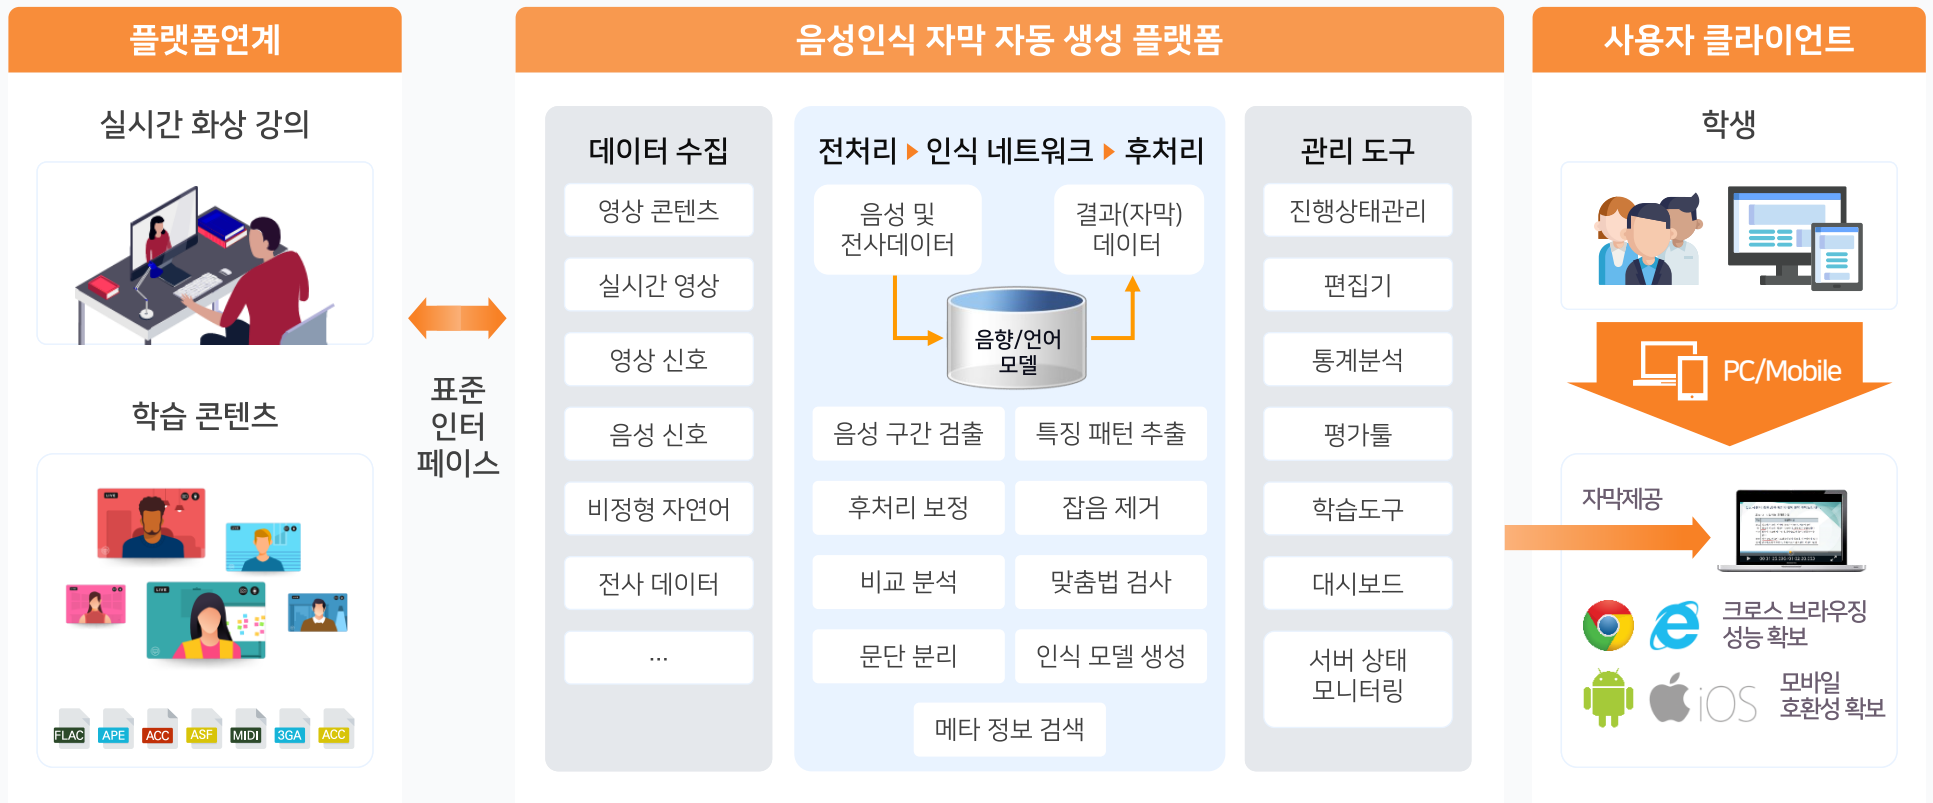 플랫폼연계
실시간 화상 강의
학습 콘텐츠
LIVE
LIVE
LIVE
LIVE
LIVE
FLAC
APE
ACC
ASF
MIDI
3GA
ACC
표준
인터
페이스
음성인식 자막 자동 생성 플랫폼
데이터 수집
영상 콘텐츠
실시간 영상
영상 신호
음성 신호
비정형 자연어
전사 데이터
...
전처리 ▶ 인식 네트워크 ▶ 후처리
음성 및
전사데이터
결과(자막)
데이터
음향/언어
모델
음성 구간 검출
특징 패턴 추출
후처리 보정
잡음 제거
비교 분석
맞춤법 검사
문단 분리
인식 모델 생성
메타 정보 검색
관리 도구
진행상태관리
편집기
통계분석
평가툴
학습도구
대시보드
서버 상태
모니터링
사용자 클라이언트
학생
PC/Mobile
자막제공
크로스 브라우징
성능 확보
iOS
모바일
호환성 확보